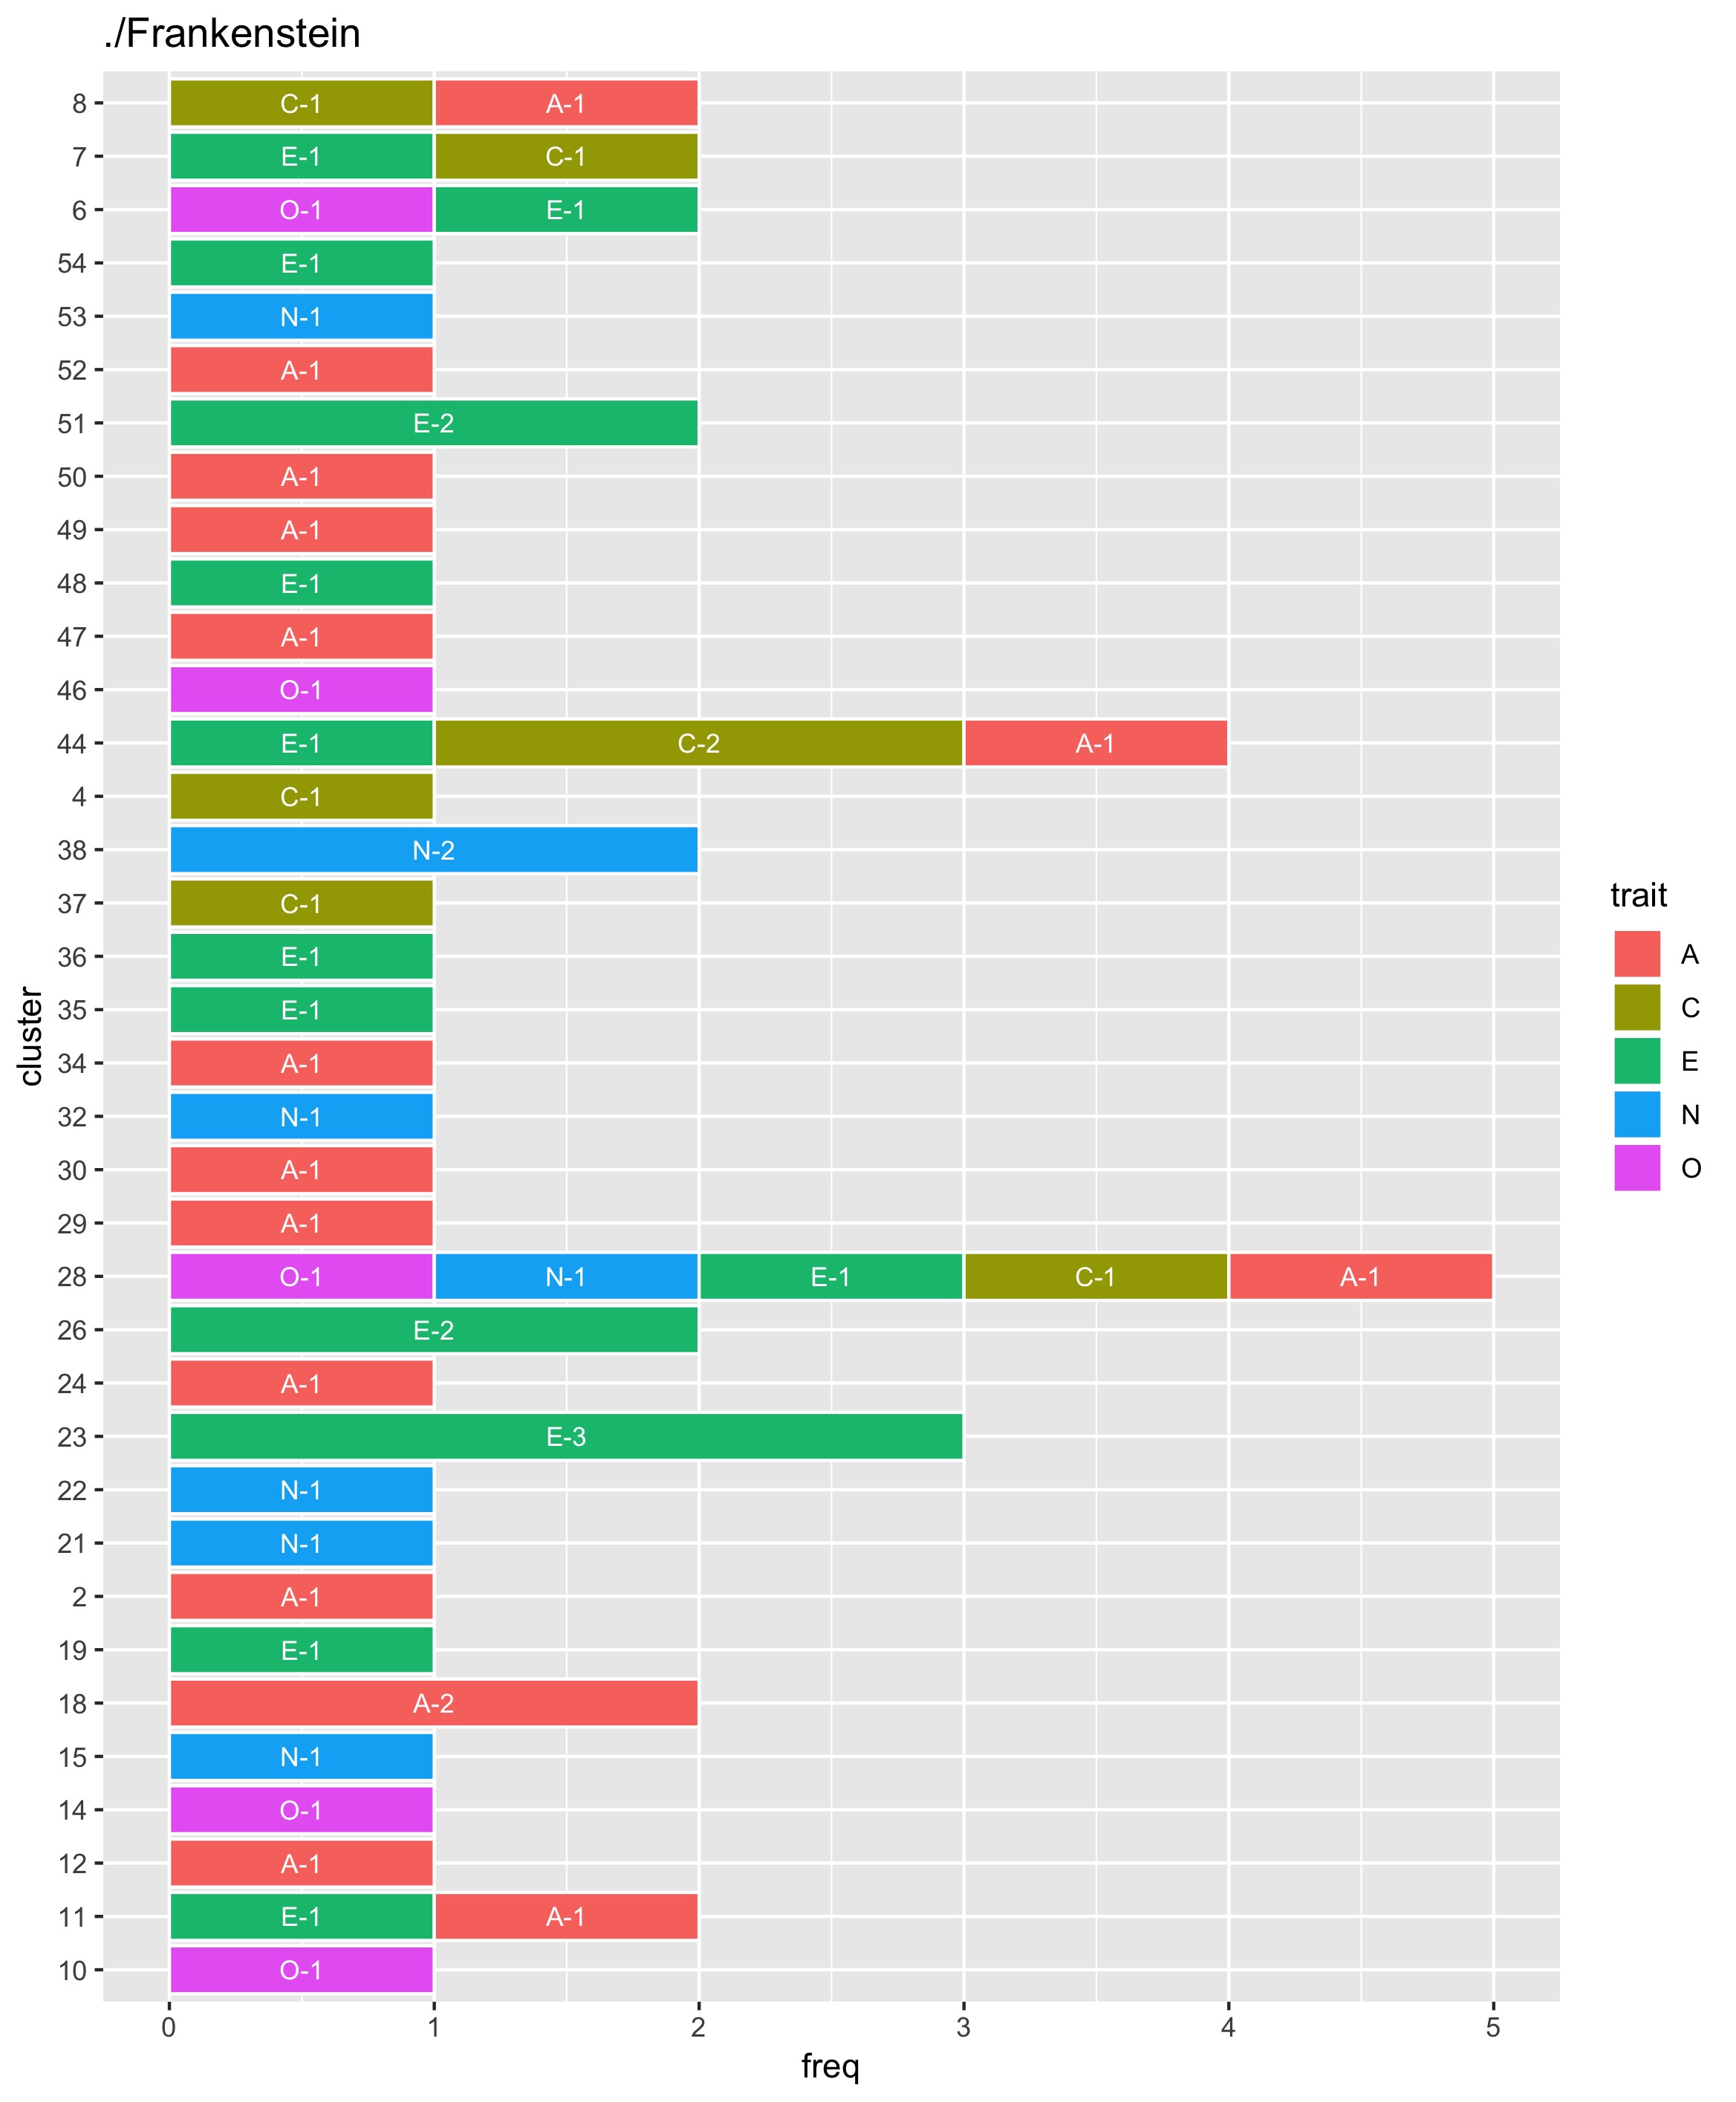 ./Frankenstein
8 C-1 A-1
7 E-1 C-1
6 O-1 E-1
54 E-1
53 N-1
52 A-1
51 E-2
50 A-1
49 A-1
48 E-1
47 A-1
46 O-1
44 E-1 C-2 A-1
4 C-1
38 N-2
37 C-1
36 E-1
35 E-1
34 A-1
32 N-1
30 A-1
29 A-1
28 O-1 N-1 E-1 C-1 A-1
26 E-2
24 A-1
23 E-3
22 N-1
21 N-1
2 A-1
19 E-1
18 A-2
15 N-1
14 O-1
12 A-1
11 E-1 A-1
10 O-1
0 1 2 3 4 5
freq
cluster
trait
A
C
E
N
O